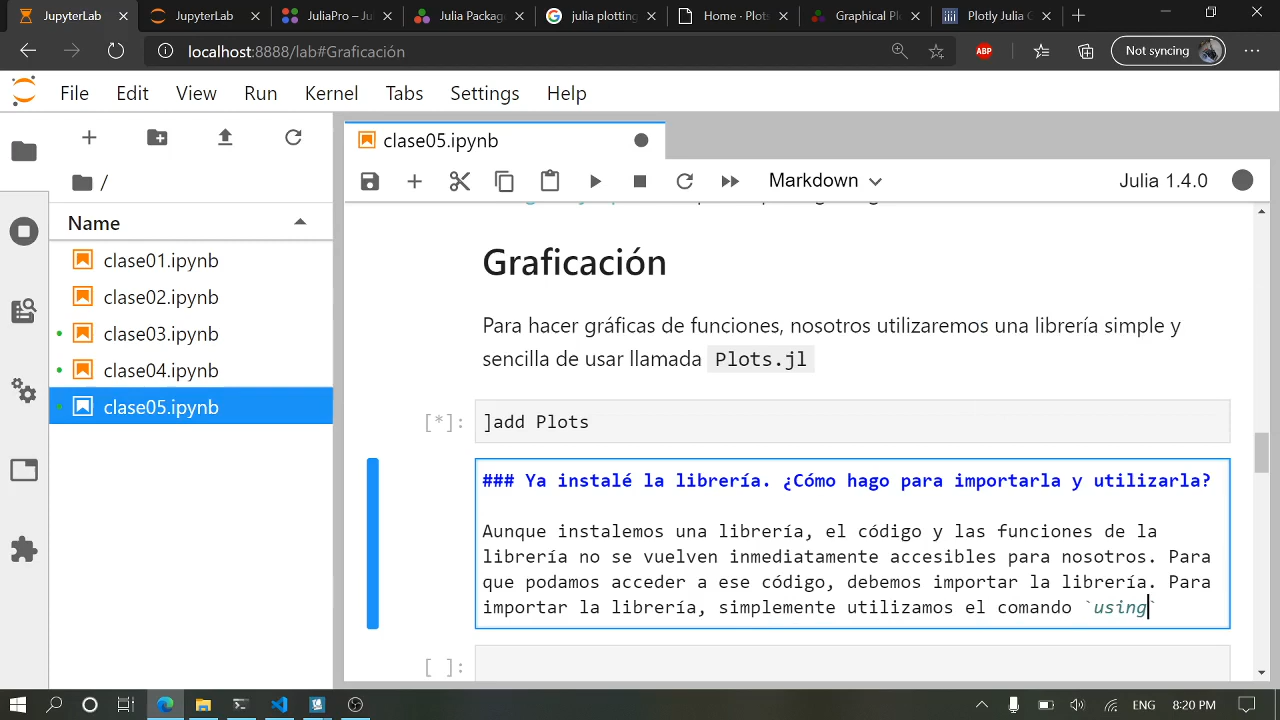 JupyterLab
JupyterLab
JuliaPro – Ju
Julia Packag
julia plotting
Home · Plots
Graphical Pl
Plotly Julia G
localhost:8888/lab#Graficación
ABP
Not syncing
File Edit View Run Kernel Tabs Settings Help
clase05.ipynb
/
Markdown
Julia 1.4.0
Name
clase01.ipynb
clase02.ipynb
clase03.ipynb
clase04.ipynb
clase05.ipynb
Graficación
Para hacer gráficas de funciones, nosotros utilizaremos una librería simple y
sencilla de usar llamada Plots.jl
[*]: ]add Plots
### Ya instalé la librería. ¿Cómo hago para importarla y utilizarla?
Aunque instalemos una librería, el código y las funciones de la
librería no se vuelven inmediatamente accesibles para nosotros. Para
que podamos acceder a ese código, debemos importar la librería. Para
importar la librería, simplemente utilizamos el comando `using`
[ ]:
ENG 8:20 PM